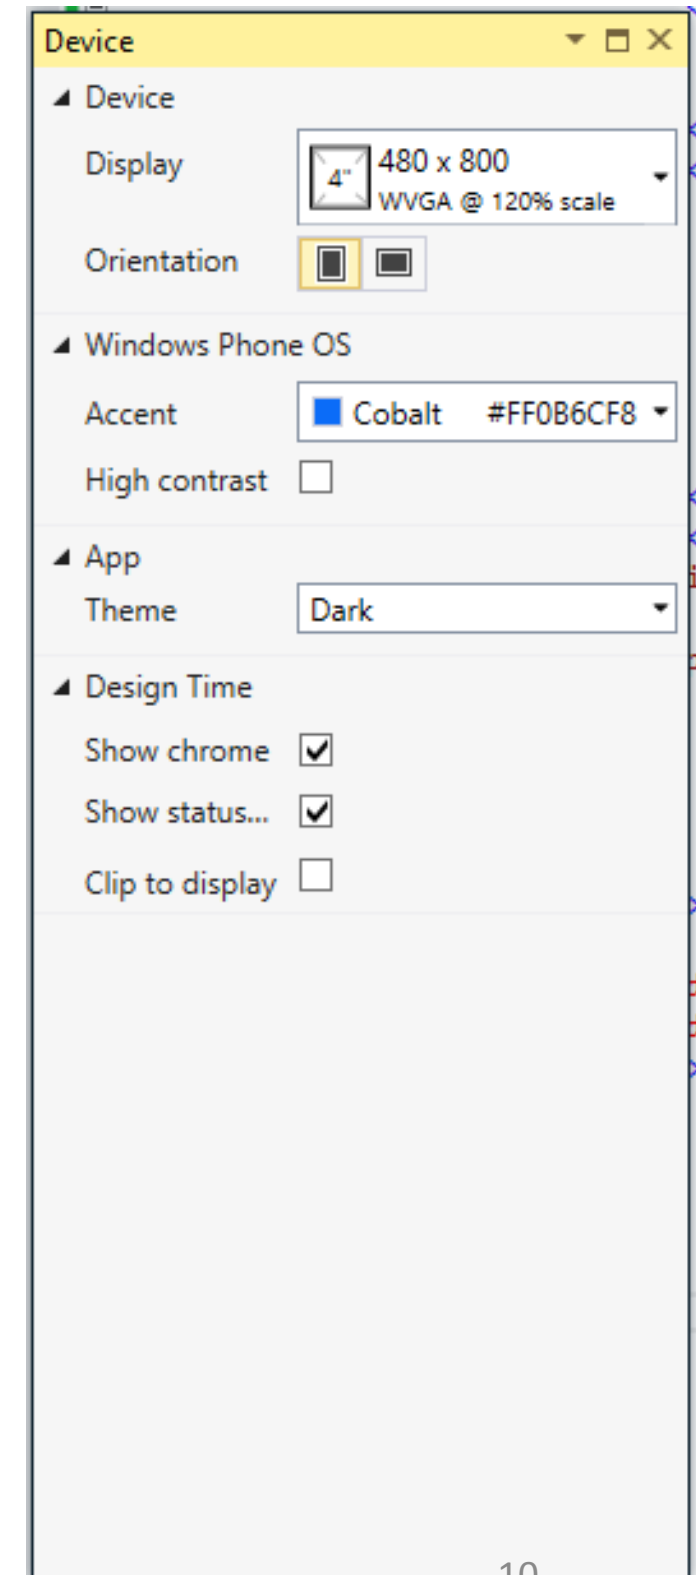 Device
Device
Display
4"
480 x 800
WVGA @ 120% scale
Orientation
Windows Phone OS
Accent
Cobalt #FF0B6CF8
High contrast
App
Theme
Dark
Design Time
Show chrome
Show status...
Clip to display
10